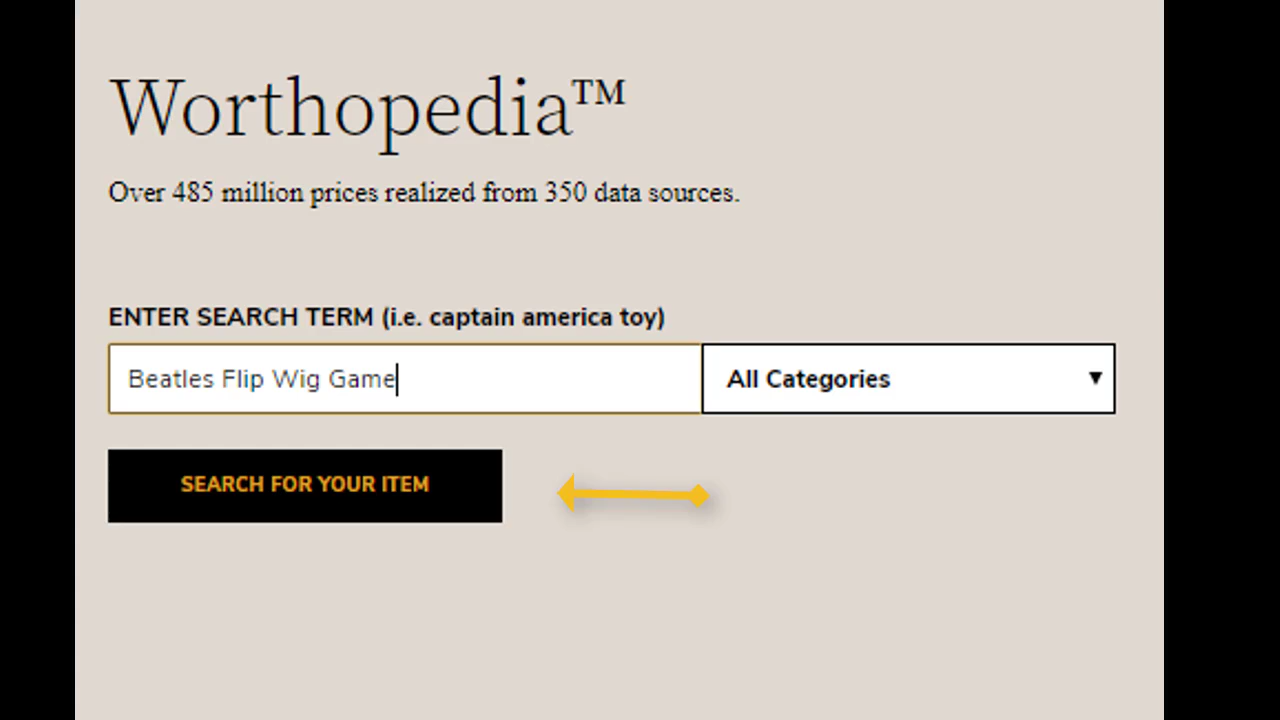 Worthopedia™
Over 485 million prices realized from 350 data sources.
ENTER SEARCH TERM (i.e. captain america toy)
Beatles Flip Wig Game
All Categories
SEARCH FOR YOUR ITEM